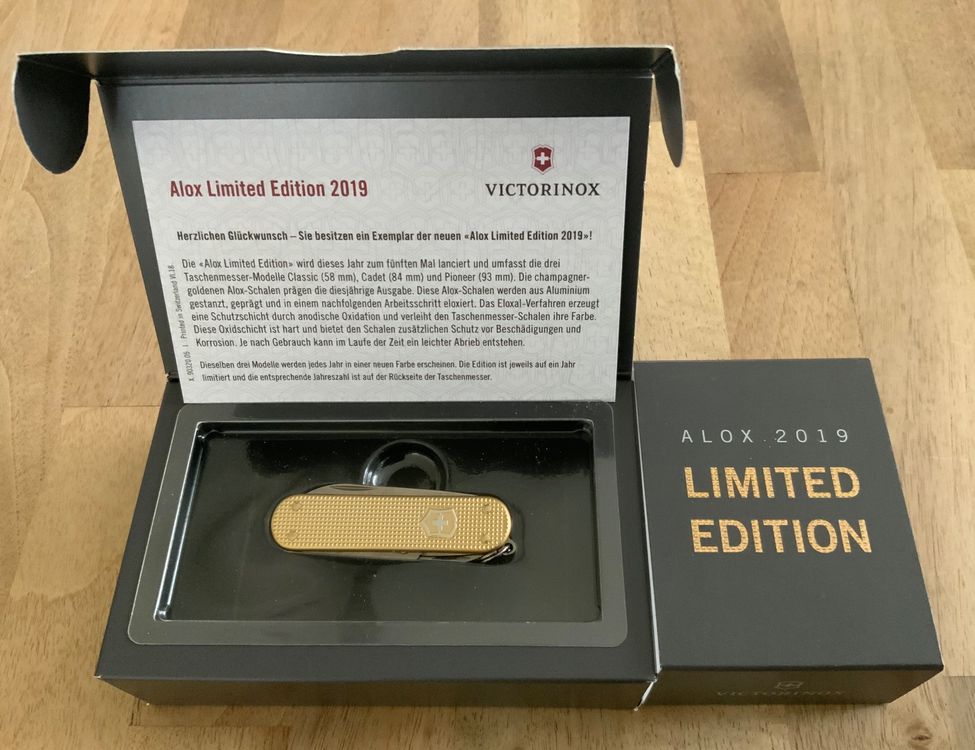 Alox Limited Edition 2019
VICTORINOX
Herzlichen Glückwunsch – Sie besitzen ein Exemplar der neuen «Alox Limited Edition 2019»!
Die «Alox Limited Edition» wird dieses Jahr zum fünften Mal lanciert und umfasst die drei
Taschenmesser-Modelle Classic (58 mm), Cadet (84 mm) und Pioneer (93 mm). Die champagner-
goldenen Alox-Schalen prägen die diesjährige Ausgabe. Diese Alox-Schalen werden aus Aluminium
gestanzt, geprägt und in einem nachfolgenden Arbeitsschritt eloxiert. Das Eloxal-Verfahren erzeugt
eine Schutzschicht durch anodische Oxidation und verleiht den Taschenmesser-Schalen ihre Farbe.
Diese Oxidschicht ist hart und bietet den Schalen zusätzlichen Schutz vor Beschädigungen und
Korrosion. Je nach Gebrauch kann im Laufe der Zeit ein leichter Abrieb entstehen.
Dieselben drei Modelle werden jedes Jahr in einer neuen Farbe erscheinen. Die Edition ist jeweils auf ein Jahr
limitiert und die entsprechende Jahreszahl ist auf der Rückseite der Taschenmesser.
X.90320.06 | Printed in Switzerland VI.18
ALOX 2019
LIMITED
EDITION
VICTORINOX